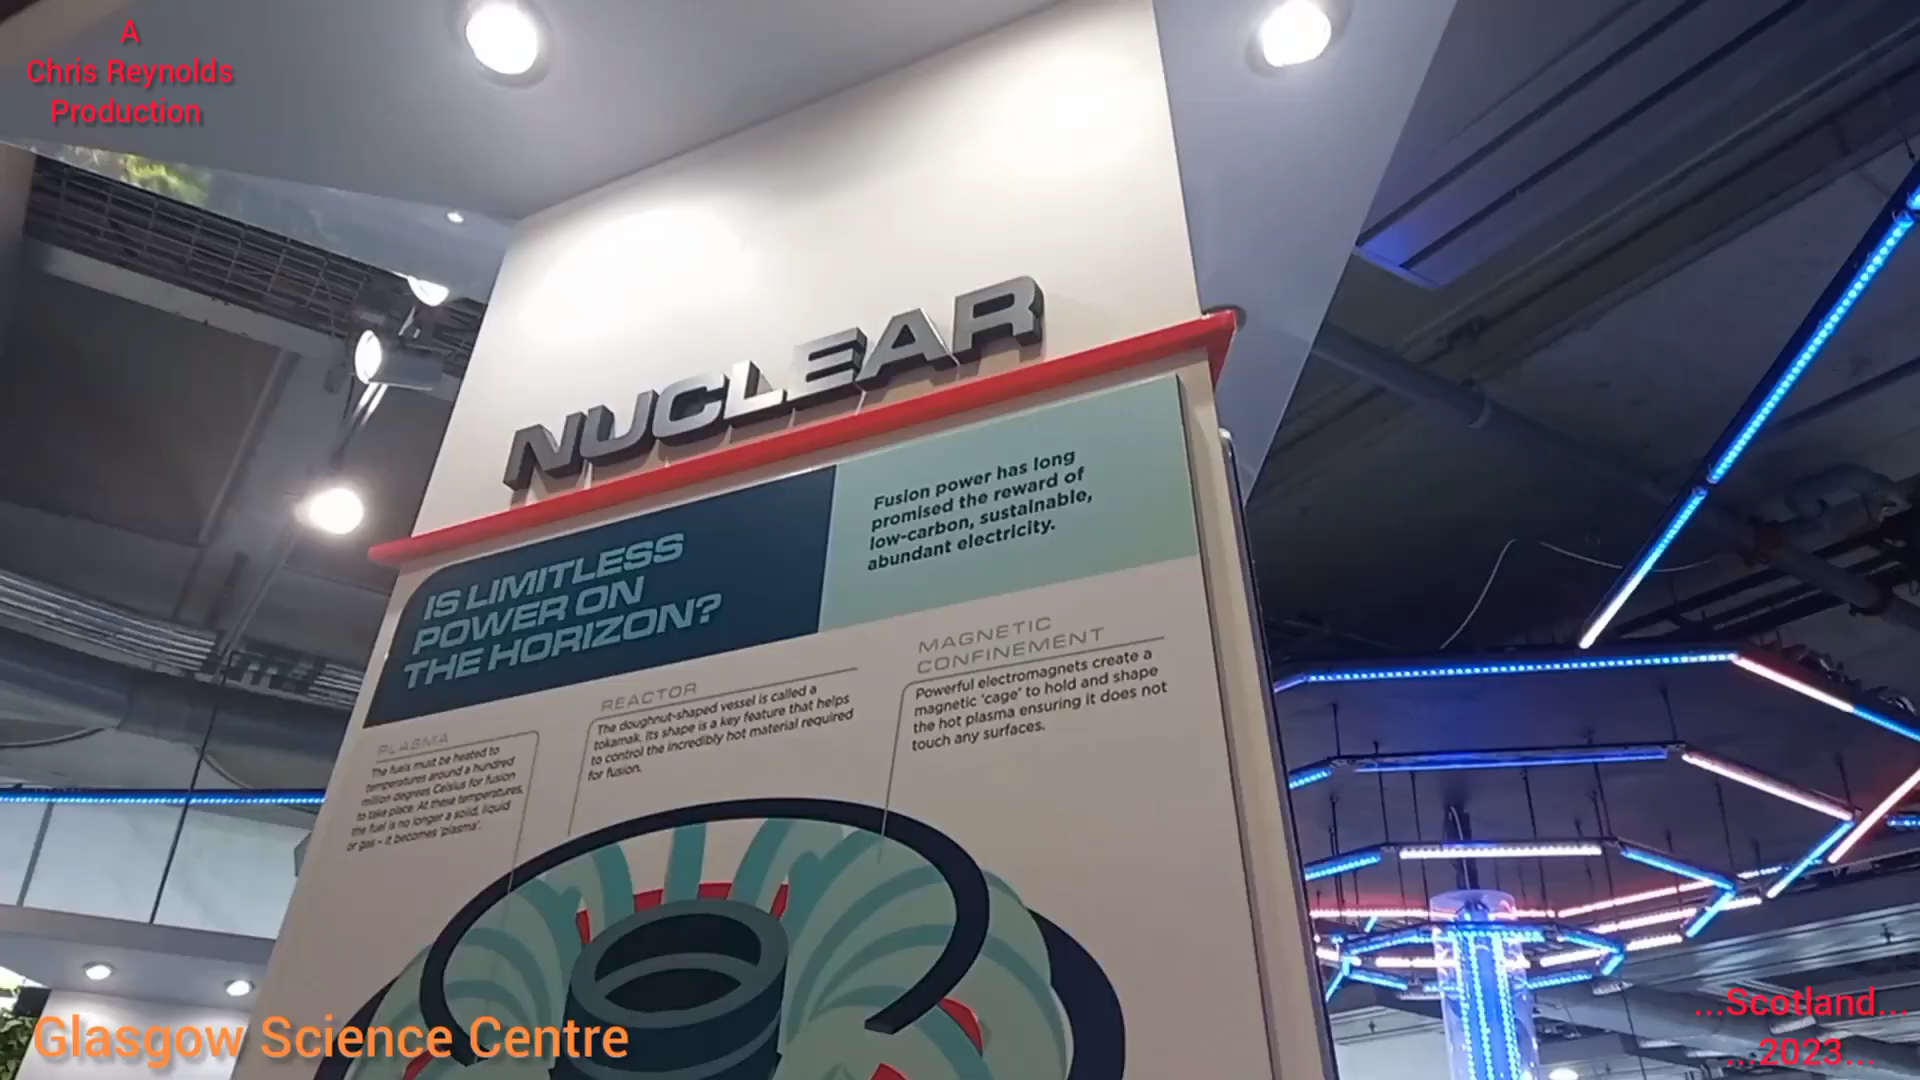 A
Chris Reynolds
Production
NUCLEAR
IS LIMITLESS
POWER ON
THE HORIZON?
Fusion power has long
promised the reward of
low-carbon, sustainable,
abundant electricity.
PLASMA
The fuels must be heated to
temperatures around a hundred
million degrees Celsius for fusion
to take place. At these temperatures,
the fuel is no longer a solid, liquid
or gas – it becomes 'plasma'.
REACTOR
The doughnut-shaped vessel is called a
tokamak. Its shape is a key feature that helps
to control the incredibly hot material required
for fusion.
MAGNETIC
CONFINEMENT
Powerful electromagnets create a
magnetic 'cage' to hold and shape
the hot plasma ensuring it does not
touch any surfaces.
Glasgow Science Centre
...Scotland...
...2023...